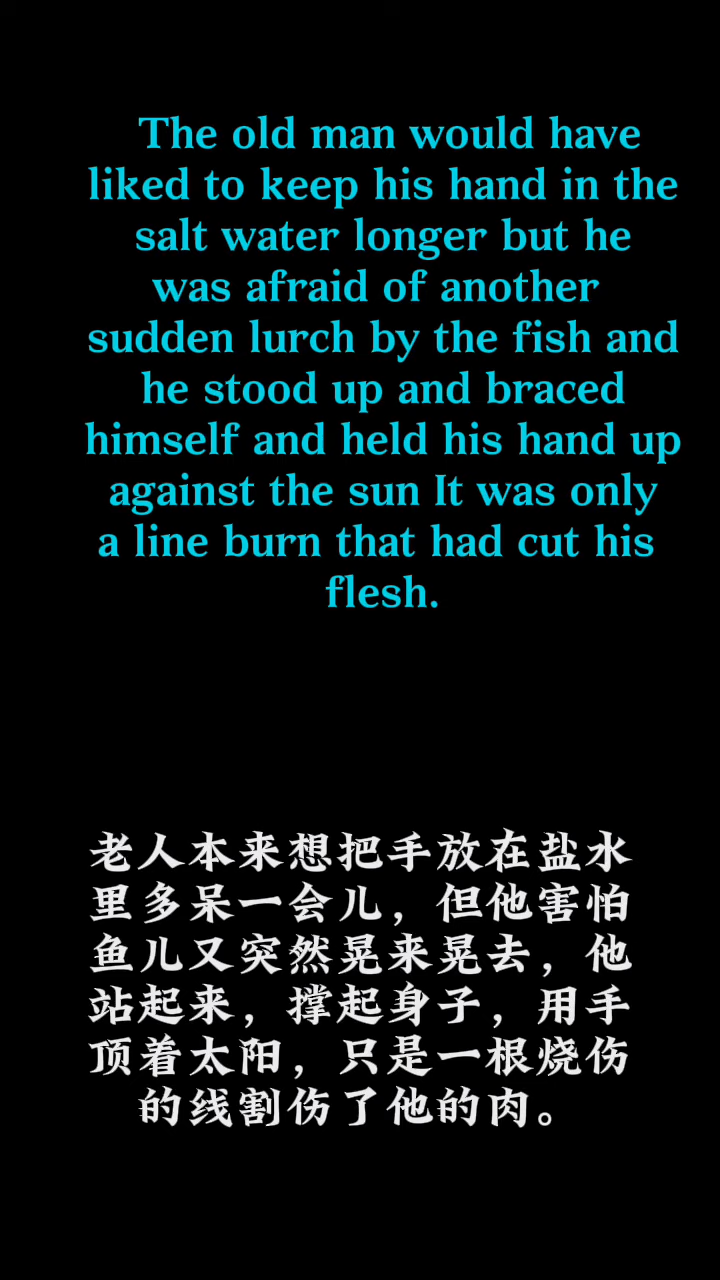 The old man would have
liked to keep his hand in the
salt water longer but he
was afraid of another
sudden lurch by the fish and
he stood up and braced
himself and held his hand up
against the sun It was only
a line burn that had cut his
flesh.
老人本来想把手放在盐水
里多呆一会儿，但他害怕
鱼儿又突然晃来晃去，他
站起来，撑起身子，用手
顶着太阳，只是一根烧伤
的线割伤了他的肉。